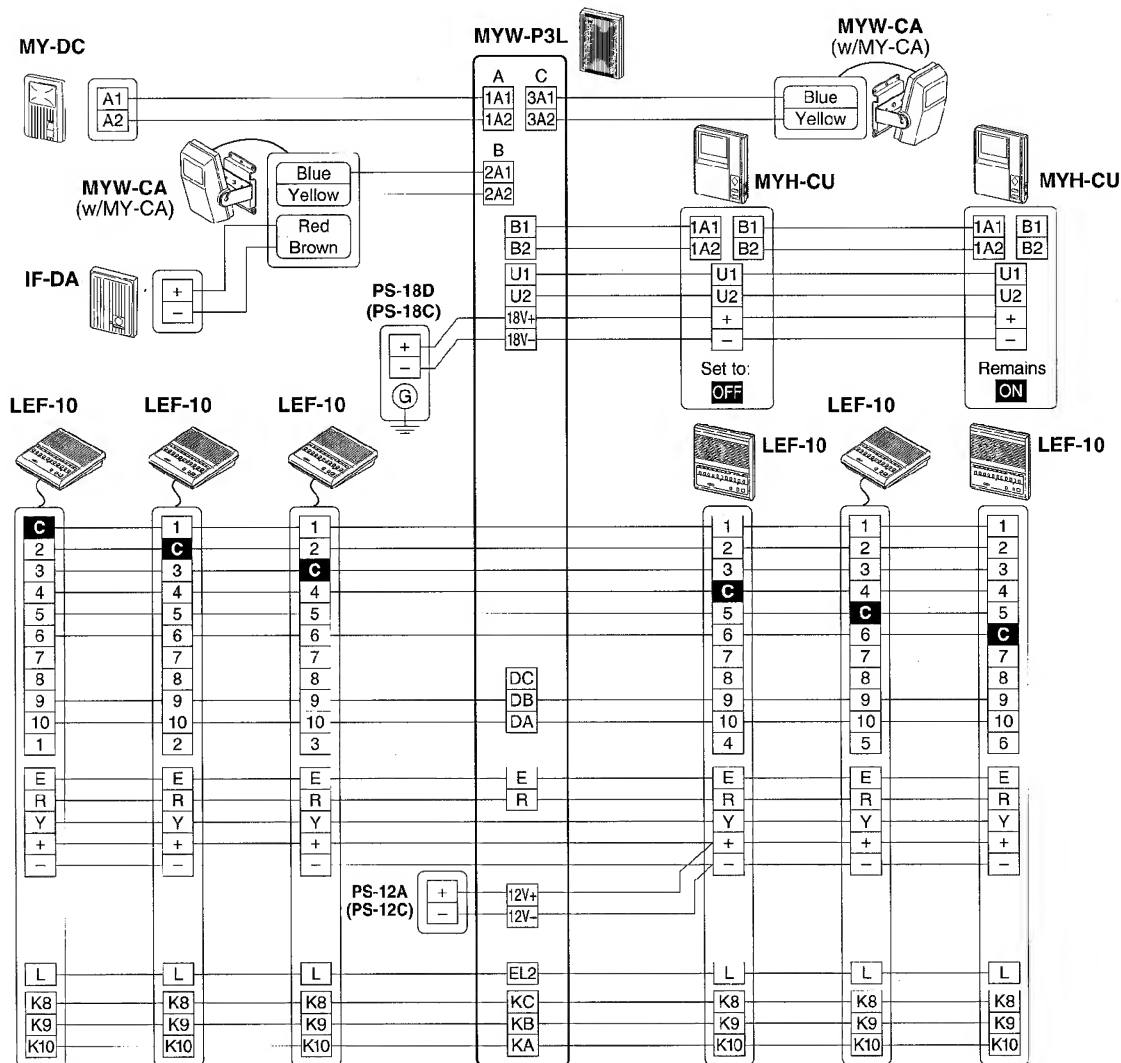 MY-DC
A1
A2
MYW-P3L
A C
1A1 3A1
1A2 3A2
B
2A1
2A2
MYW-CA
(w/MY-CA)
Blue
Yellow
MYW-CA
(w/MY-CA)
Blue
Yellow
Red
Brown
IF-DA
+
−
PS-18D
(PS-18C)
+
−
G
B1
B2
U1
U2
18V+
18V−
MYH-CU
1A1 B1
1A2 B2
U1
U2
+
−
Set to:
OFF
MYH-CU
1A1 B1
1A2 B2
U1
U2
+
−
Remains
ON
LEF-10 LEF-10 LEF-10 LEF-10
LEF-10 LEF-10
C 1 1 1 1 1
2 C 2 2 2 2
3 3 C 3 3 3
4 4 4 C 4 4
5 5 5 5 C 5
6 6 6 6 6 C
7 7 7 7 7 7
8 8 8 DC 8 8 8
9 9 9 DB 9 9 9
10 10 10 DA 10 10 10
1 2 3 4 5 6
E E E E E E E
R R R R R R R
Y Y Y Y Y Y
+ + + + + +
− − − − − −
PS-12A
(PS-12C)
+ 12V+
− 12V−
L L L EL2 L L L
K8 K8 K8 KC K8 K8 K8
K9 K9 K9 KB K9 K9 K9
K10 K10 K10 KA K10 K10 K10